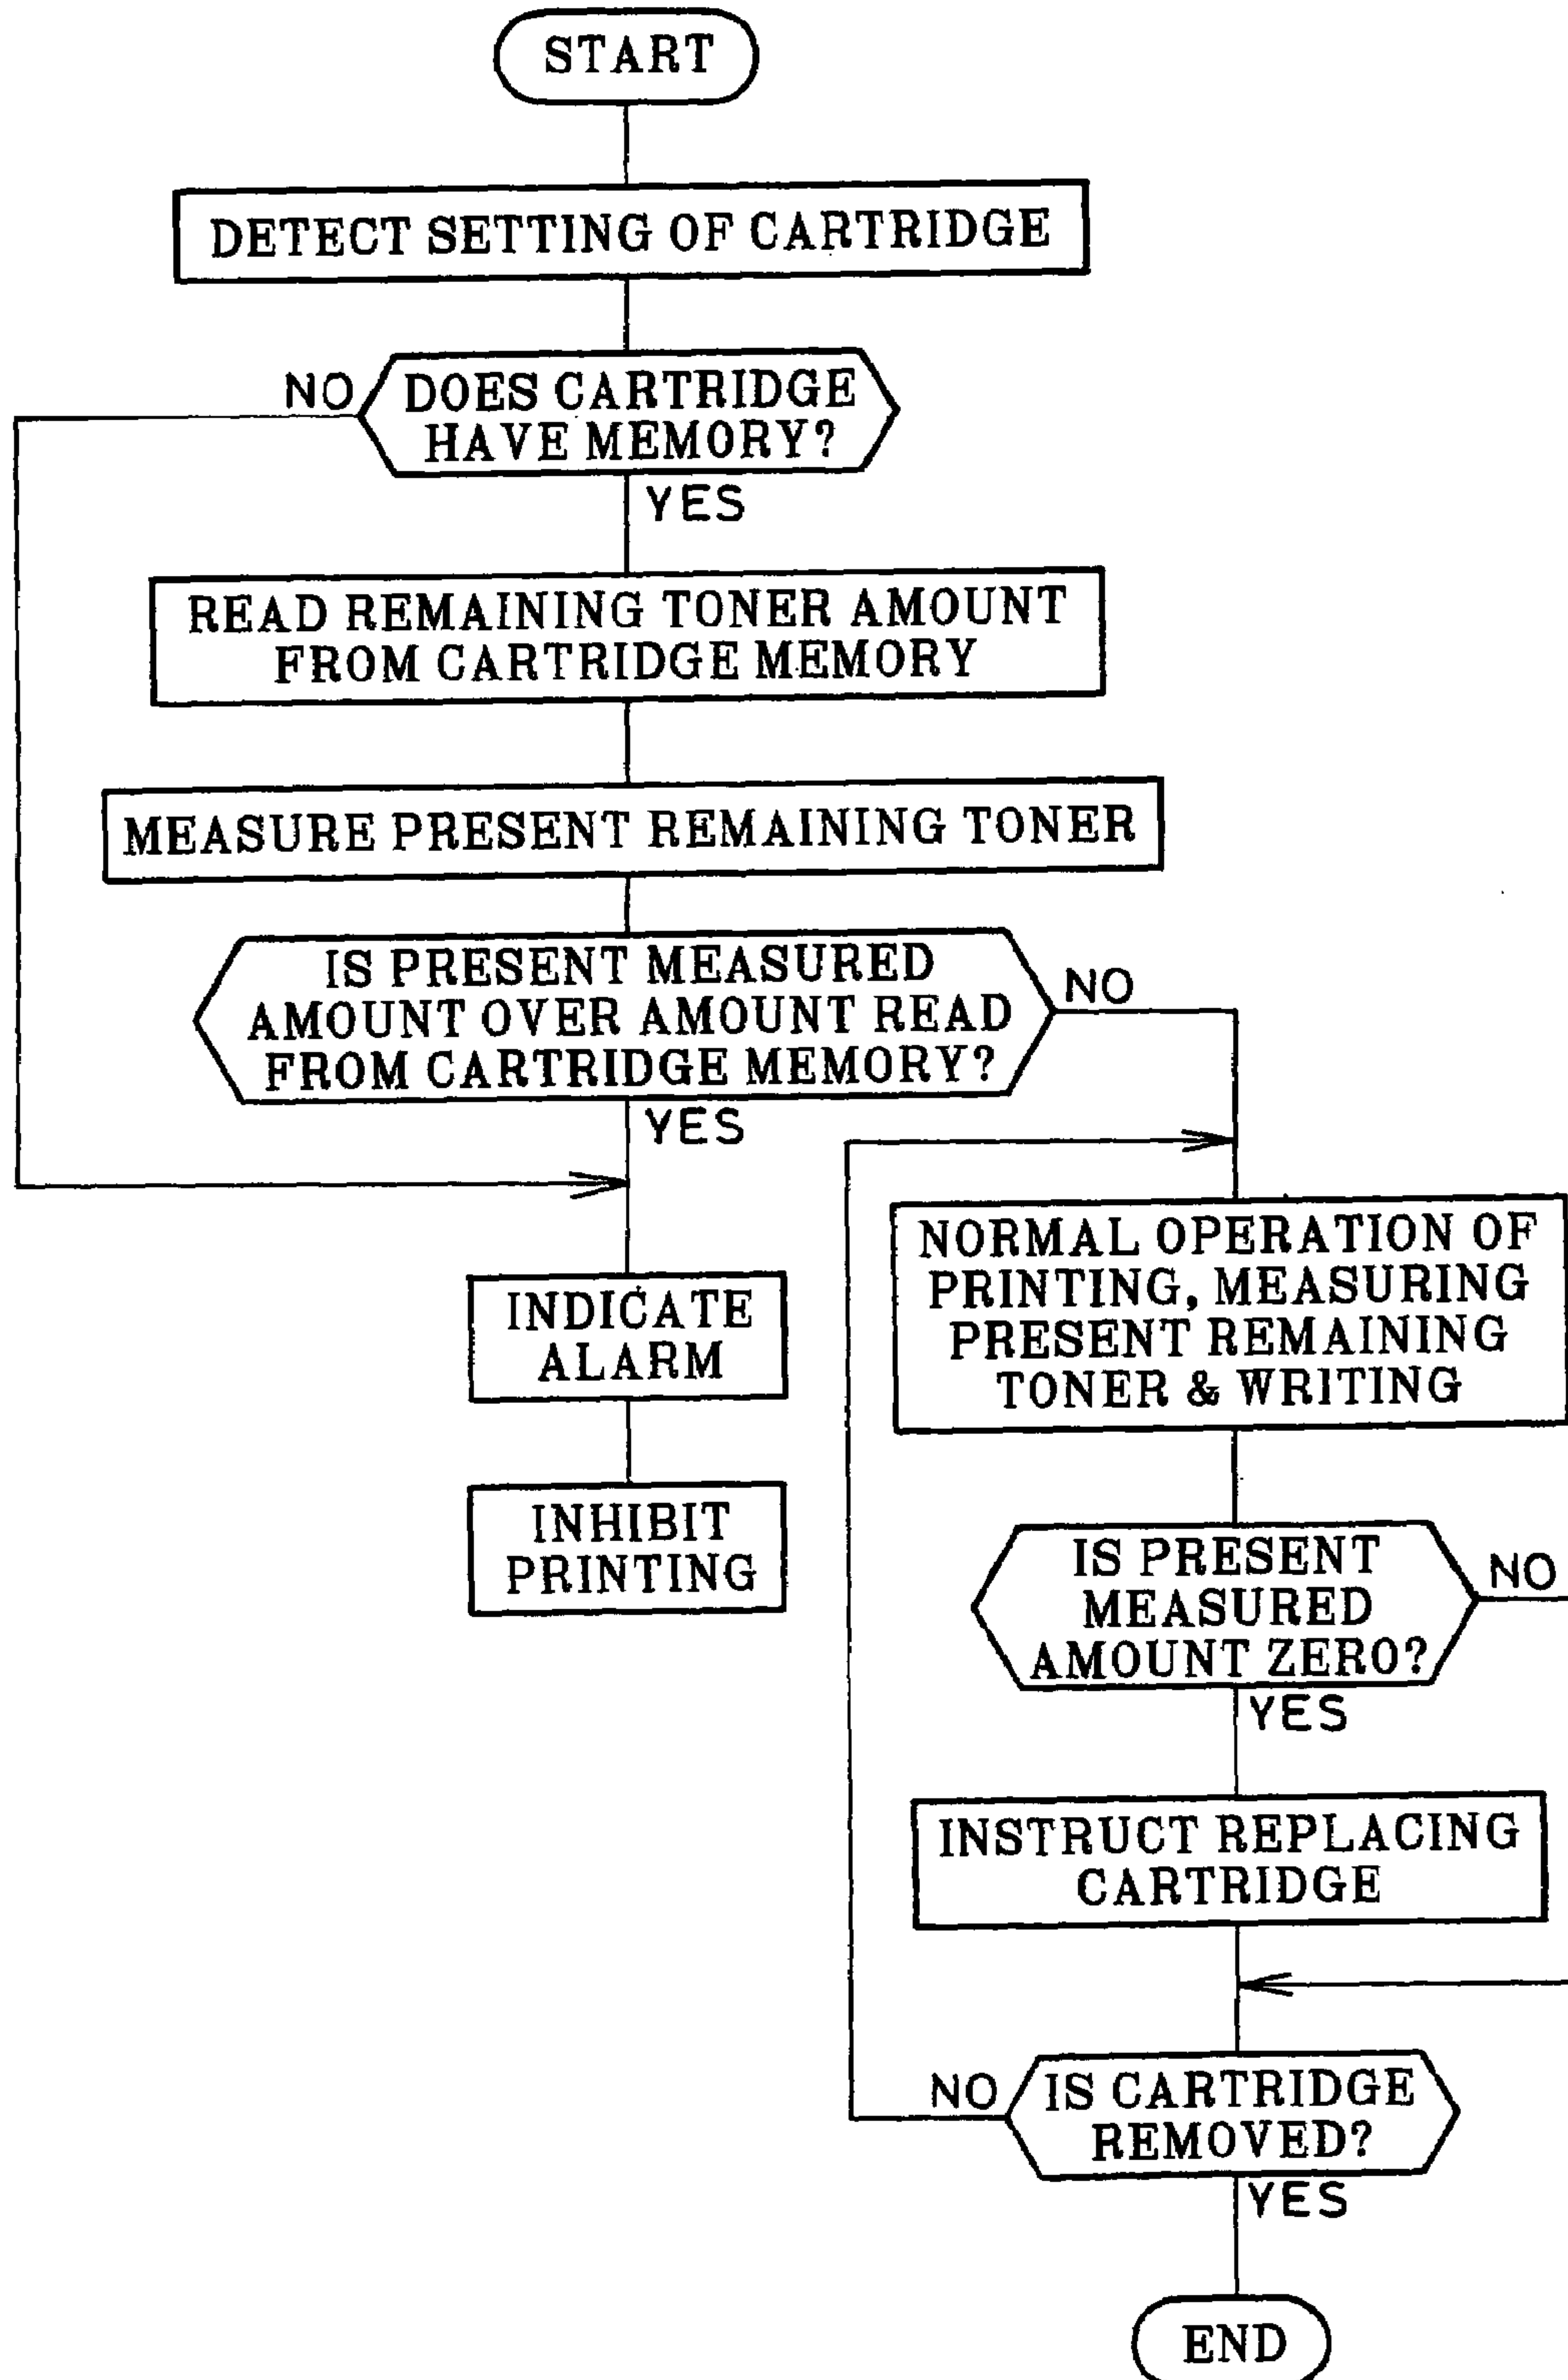 START
DETECT SETTING OF CARTRIDGE
NO
DOES CARTRIDGE
HAVE MEMORY?
YES
READ REMAINING TONER AMOUNT
FROM CARTRIDGE MEMORY
MEASURE PRESENT REMAINING TONER
IS PRESENT MEASURED
AMOUNT OVER AMOUNT READ
FROM CARTRIDGE MEMORY?
NO
YES
INDICATE
ALARM
INHIBIT
PRINTING
NORMAL OPERATION OF
PRINTING, MEASURING
PRESENT REMAINING
TONER & WRITING
IS PRESENT
MEASURED
AMOUNT ZERO?
NO
YES
INSTRUCT REPLACING
CARTRIDGE
NO
IS CARTRIDGE
REMOVED?
YES
END